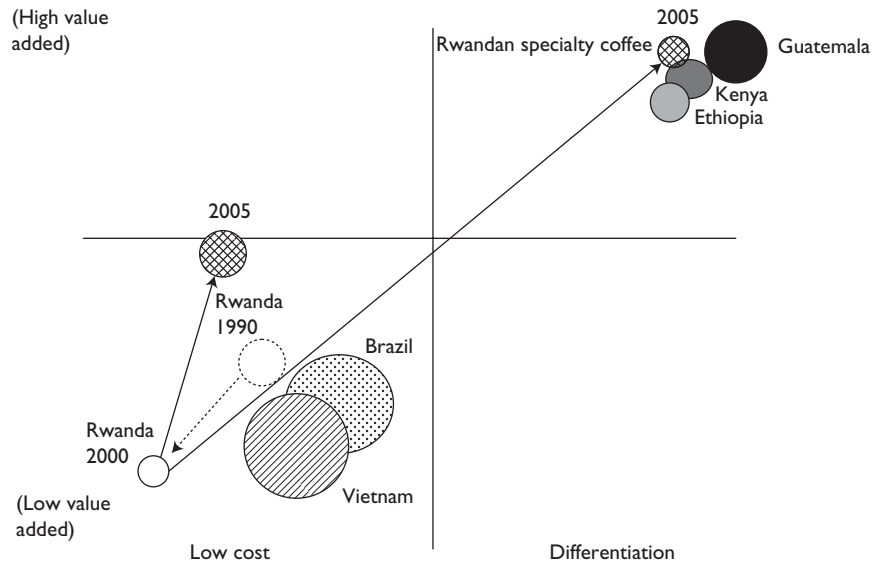 (High value
added)
2005
Rwandan specialty coffee
Guatemala
Kenya
Ethiopia
2005
Rwanda
1990
Brazil
Rwanda
2000
Vietnam
(Low value
added)
Low cost
Differentiation